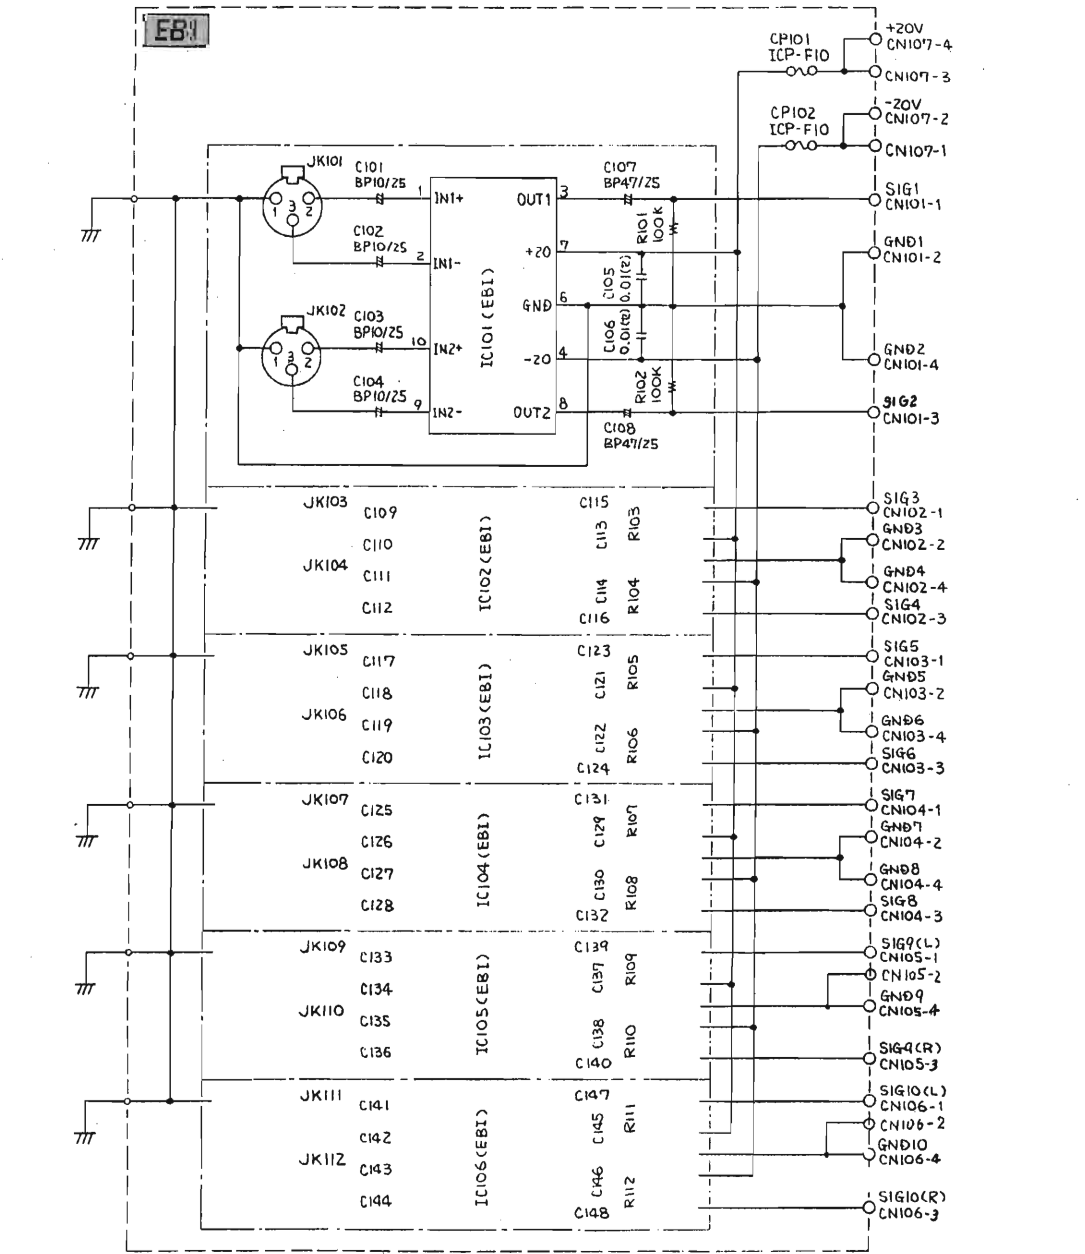 EB1
+20V
CN107-4
CP101
ICP-F10
CN107-3
-20V
CN107-2
CP102
ICP-F10
CN107-1
JK101
1
2
3
C101
BP10/25
1
IN1+
C102
BP10/25
2
IN1-
JK102
1
2
3
C103
BP10/25
10
IN2+
C104
BP10/25
9
IN2-
IC101(EB1)
OUT1
3
+20
7
GND
6
-20
4
OUT2
8
C107
BP47/25
R101
100K
C105
0.01(Z)
C106
0.01(Z)
R102
100K
C108
BP47/25
SIG1
CN101-1
GND1
CN101-2
GND2
CN101-4
SIG2
CN101-3
JK103
C109
C110
JK104
C111
C112
IC102(EB1)
C115
C113
R103
C114
R104
C116
SIG3
CN102-1
GND3
CN102-2
GND4
CN102-4
SIG4
CN102-3
JK105
C117
C118
JK106
C119
C120
IC103(EB1)
C123
C121
R105
C122
R106
C124
SIG5
CN103-1
GND5
CN103-2
GND6
CN103-4
SIG6
CN103-3
JK107
C125
C126
JK108
C127
C128
IC104(EB1)
C131
C129
R107
C130
R108
C132
SIG7
CN104-1
GND7
CN104-2
GND8
CN104-4
SIG8
CN104-3
JK109
C133
C134
JK110
C135
C136
IC105(EB1)
C139
C137
R109
C138
R110
C140
SIG9(L)
CN105-1
CN105-2
GND9
CN105-4
SIG9(R)
CN105-3
JK111
C141
C142
JK112
C143
C144
IC106(EB1)
C147
C145
R111
C146
R112
C148
SIG10(L)
CN106-1
CN106-2
GND10
CN106-4
SIG10(R)
CN106-3